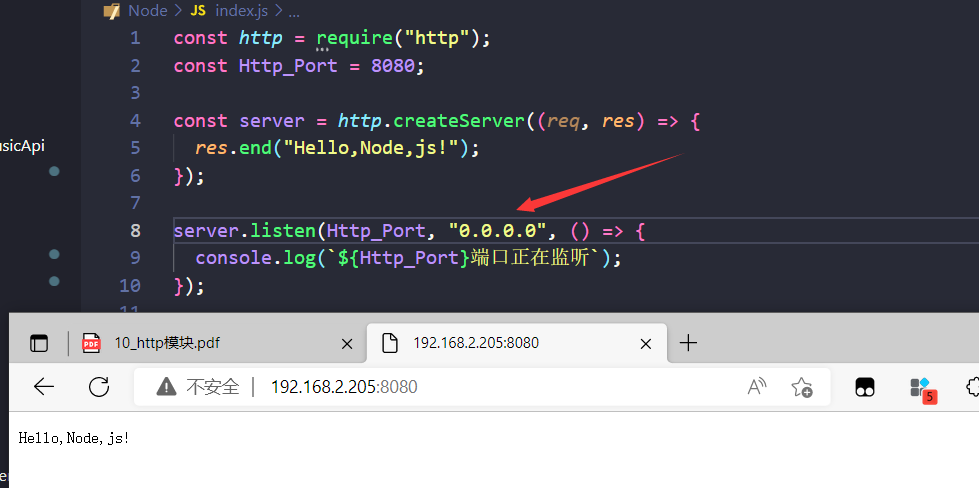 Node > JS index.js > ...
1 const http = require("http");
2 const Http_Port = 8080;
3
4 const server = http.createServer((req, res) => {
usicApi
5 res.end("Hello,Node,js!");
6 });
7
8 server.listen(Http_Port, "0.0.0.0", () => {
9 console.log(`${Http_Port}端口正在监听`);
10 });
PDF 10_http模块.pdf
192.168.2.205:8080
不安全 192.168.2.205:8080
5
Hello,Node,js!